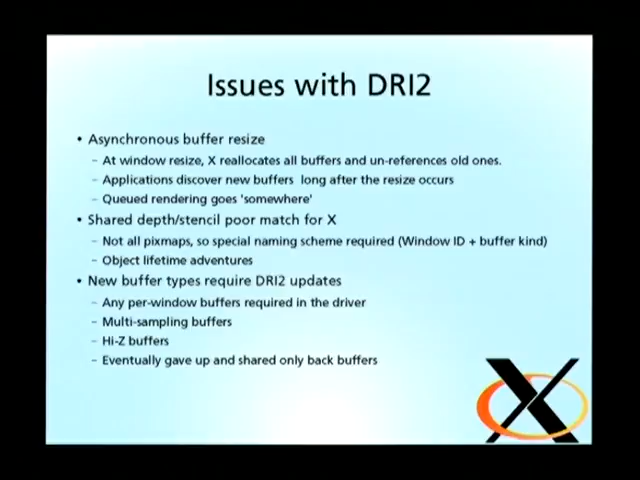 Issues with DRI2
• Asynchronous buffer resize
– At window resize, X reallocates all buffers and un-references old ones.
– Applications discover new buffers long after the resize occurs
– Queued rendering goes 'somewhere'
• Shared depth/stencil poor match for X
– Not all pixmaps, so special naming scheme required (Window ID + buffer kind)
– Object lifetime adventures
• New buffer types require DRI2 updates
– Any per-window buffers required in the driver
– Multi-sampling buffers
– Hi-Z buffers
– Eventually gave up and shared only back buffers
X